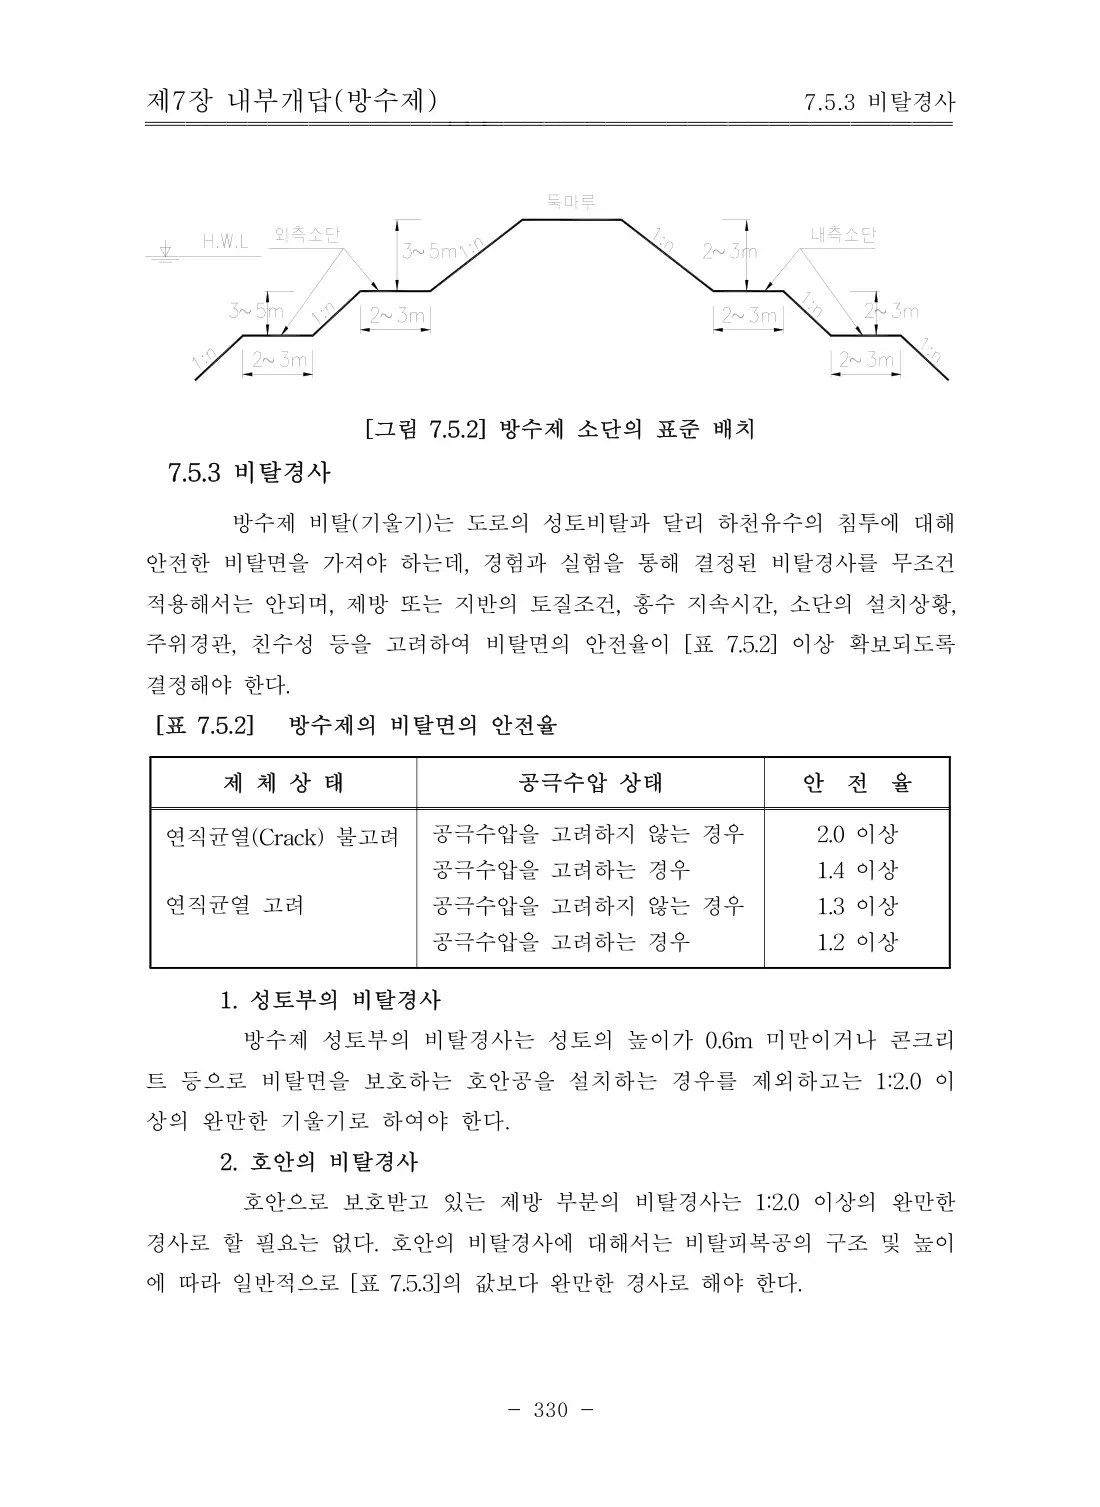 제7장 내부개답(방수제) 7.5.3 비탈경사
둑마루
H.W.L 외측소단 3~5m 1:n 1:n 2~3m 내측소단
3~5m 1:n 2~3m 2~3m 1:n 2~3m
1:n 2~3m 2~3m 1:n
[그림 7.5.2] 방수제 소단의 표준 배치
7.5.3 비탈경사
방수제 비탈(기울기)는 도로의 성토비탈과 달리 하천유수의 침투에 대해
안전한 비탈면을 가져야 하는데, 경험과 실험을 통해 결정된 비탈경사를 무조건
적용해서는 안되며, 제방 또는 지반의 토질조건, 홍수 지속시간, 소단의 설치상황,
주위경관, 친수성 등을 고려하여 비탈면의 안전율이 [표 7.5.2] 이상 확보되도록
결정해야 한다.
[표 7.5.2] 방수제의 비탈면의 안전율
제 체 상 태 공극수압 상태 안 전 율
연직균열(Crack) 불고려 공극수압을 고려하지 않는 경우 2.0 이상
공극수압을 고려하는 경우 1.4 이상
연직균열 고려 공극수압을 고려하지 않는 경우 1.3 이상
공극수압을 고려하는 경우 1.2 이상
1. 성토부의 비탈경사
방수제 성토부의 비탈경사는 성토의 높이가 0.6m 미만이거나 콘크리
트 등으로 비탈면을 보호하는 호안공을 설치하는 경우를 제외하고는 1:2.0 이
상의 완만한 기울기로 하여야 한다.
2. 호안의 비탈경사
호안으로 보호받고 있는 제방 부분의 비탈경사는 1:2.0 이상의 완만한
경사로 할 필요는 없다. 호안의 비탈경사에 대해서는 비탈피복공의 구조 및 높이
에 따라 일반적으로 [표 7.5.3]의 값보다 완만한 경사로 해야 한다.
- 330 -